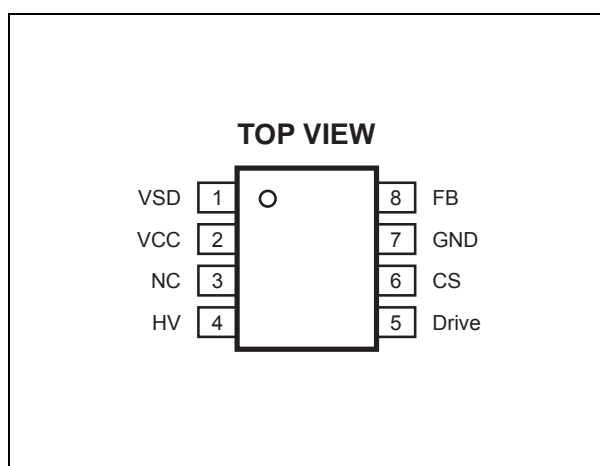 TOP VIEW
VSD 1 8 FB
VCC 2 7 GND
NC 3 6 CS
HV 4 5 Drive